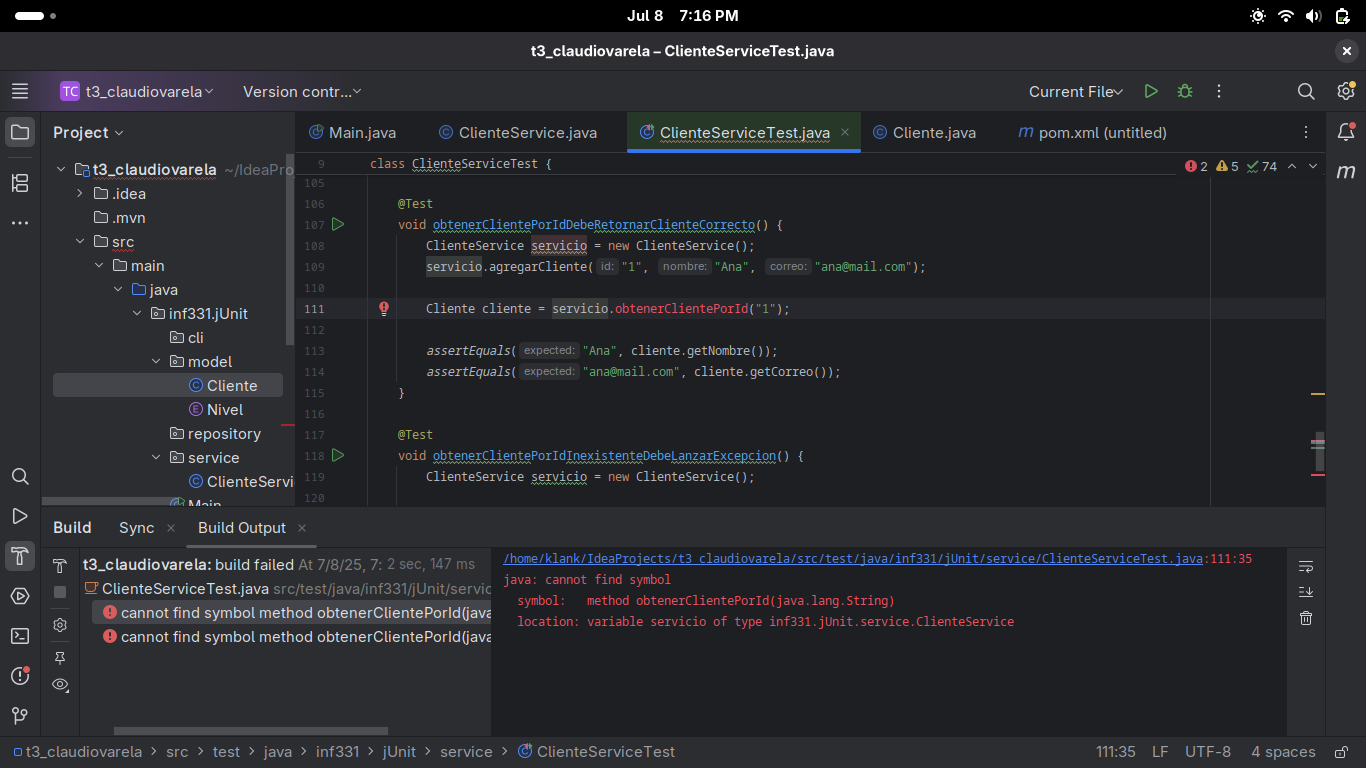 Jul 8 7:16 PM
t3_claudiovarela – ClienteServiceTest.java
TC t3_claudiovarela Version contr... Current File
Project
Main.java ClienteService.java ClienteServiceTest.java Cliente.java pom.xml (untitled)
t3_claudiovarela ~/IdeaPro
.idea
.mvn
src
main
java
inf331.jUnit
cli
model
Cliente
Nivel
repository
service
ClienteServi
Main
9 class ClienteServiceTest {
2 5 74
105
106 @Test
107 void obtenerClientePorIdDebeRetornarClienteCorrecto() {
108 ClienteService servicio = new ClienteService();
109 servicio.agregarCliente( id: "1", nombre: "Ana", correo: "ana@mail.com");
110
111 Cliente cliente = servicio.obtenerClientePorId("1");
112
113 assertEquals( expected: "Ana", cliente.getNombre());
114 assertEquals( expected: "ana@mail.com", cliente.getCorreo());
115 }
116
117 @Test
118 void obtenerClientePorIdInexistenteDebeLanzarExcepcion() {
119 ClienteService servicio = new ClienteService();
120
Build Sync Build Output
t3_claudiovarela: build failed At 7/8/25, 7: 2 sec, 147 ms
ClienteServiceTest.java src/test/java/inf331/jUnit/servic
cannot find symbol method obtenerClientePorId(java
cannot find symbol method obtenerClientePorId(java
/home/klank/IdeaProjects/t3_claudiovarela/src/test/java/inf331/jUnit/service/ClienteServiceTest.java:111:35
java: cannot find symbol
symbol: method obtenerClientePorId(java.lang.String)
location: variable servicio of type inf331.jUnit.service.ClienteService
t3_claudiovarela > src > test > java > inf331 > jUnit > service > ClienteServiceTest 111:35 LF UTF-8 4 spaces